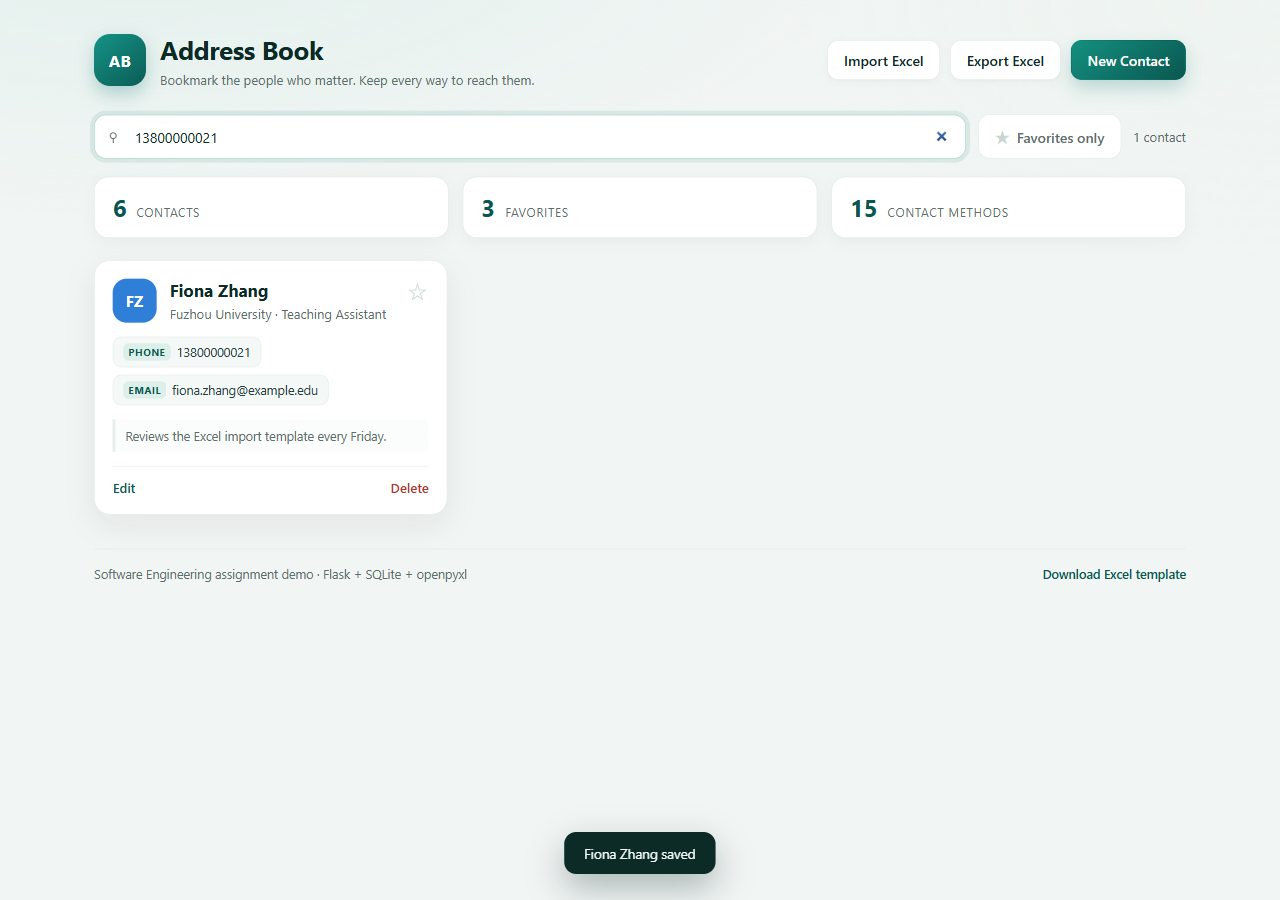 AB
Address Book
Bookmark the people who matter. Keep every way to reach them.
Import Excel
Export Excel
New Contact
13800000021
Favorites only
1 contact
6 CONTACTS
3 FAVORITES
15 CONTACT METHODS
FZ
Fiona Zhang
Fuzhou University · Teaching Assistant
PHONE 13800000021
EMAIL fiona.zhang@example.edu
Reviews the Excel import template every Friday.
Edit
Delete
Software Engineering assignment demo · Flask + SQLite + openpyxl
Download Excel template
Fiona Zhang saved